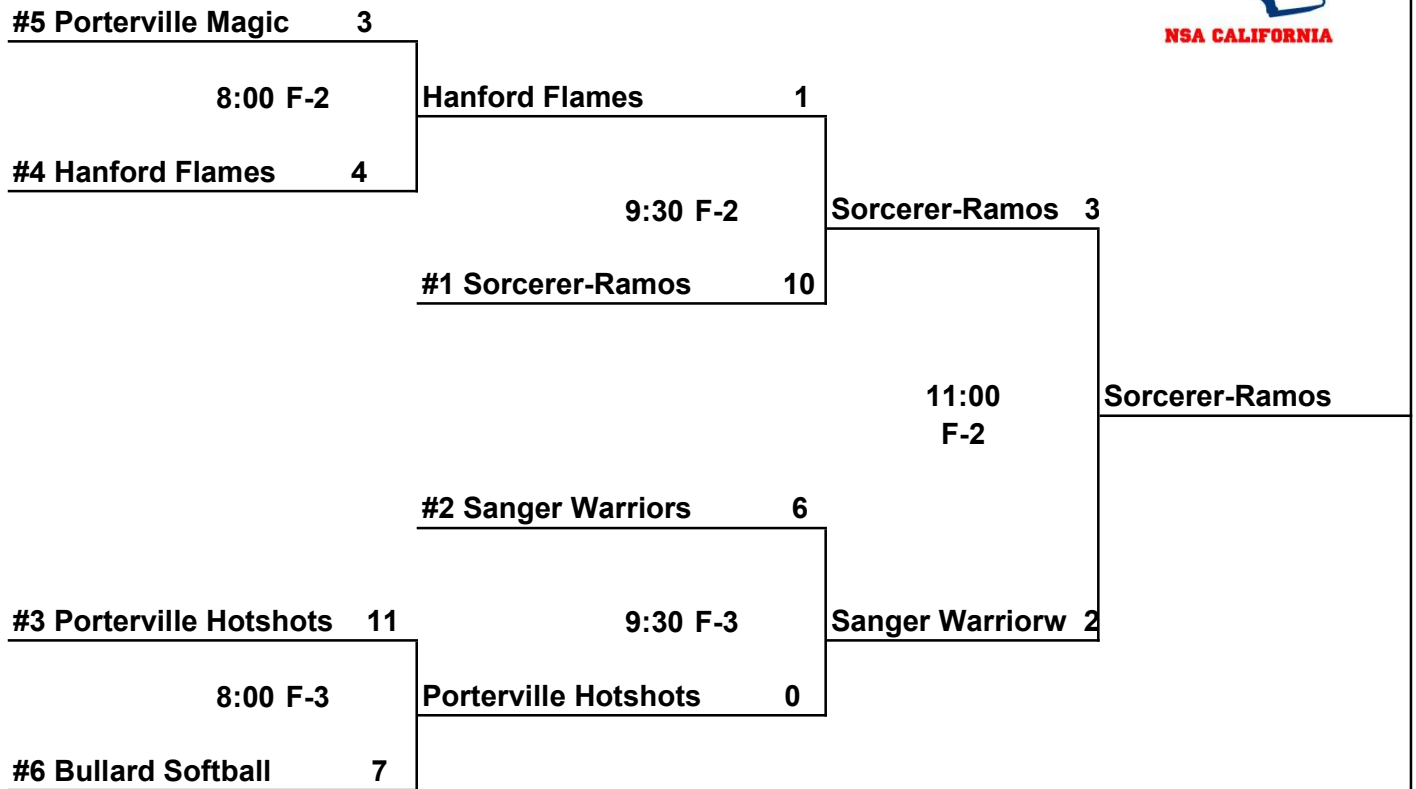 #5 Porterville Magic 3
NSA CALIFORNIA
8:00 F-2
Hanford Flames 1
#4 Hanford Flames 4
9:30 F-2
Sorcerer-Ramos 3
#1 Sorcerer-Ramos 10
11:00
F-2
Sorcerer-Ramos
#2 Sanger Warriors 6
#3 Porterville Hotshots 11
9:30 F-3
Sanger Warriorw 2
8:00 F-3
Porterville Hotshots 0
#6 Bullard Softball 7